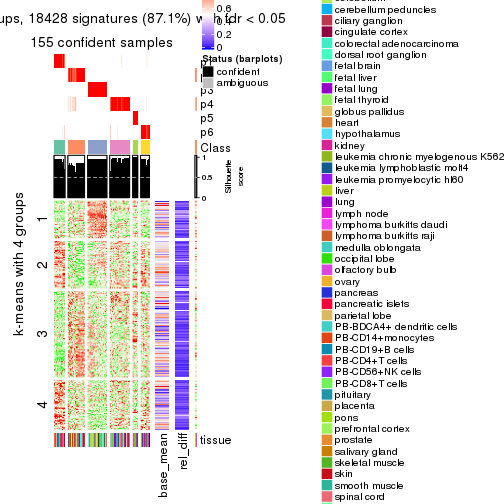 ups, 18428 signatures (87.1%) with fdr < 0.05
155 confident samples
0.6
0.4
0.2
0
Status (barplots)
confident
ambiguous
p4
p5
p6
Class
1
0.5
0
Silhouette
score
k-means with 4 groups
1
2
3
4
base_mean
rel_diff
tissue
cerebellum peduncles
ciliary ganglion
cingulate cortex
colorectal adenocarcinoma
dorsal root ganglion
fetal brain
fetal liver
fetal lung
fetal thyroid
globus pallidus
heart
hypothalamus
kidney
leukemia chronic myelogenous K562
leukemia lymphoblastic molt4
leukemia promyelocytic hl60
liver
lung
lymph node
lymphoma burkitts daudi
lymphoma burkitts raji
medulla oblongata
occipital lobe
olfactory bulb
ovary
pancreas
pancreatic islets
parietal lobe
PB-BDCA4+ dendritic cells
PB-CD14+monocytes
PB-CD19+B cells
PB-CD4+T cells
PB-CD56+NK cells
PB-CD8+T cells
pituitary
placenta
pons
prefrontal cortex
prostate
salivary gland
skeletal muscle
skin
smooth muscle
spinal cord